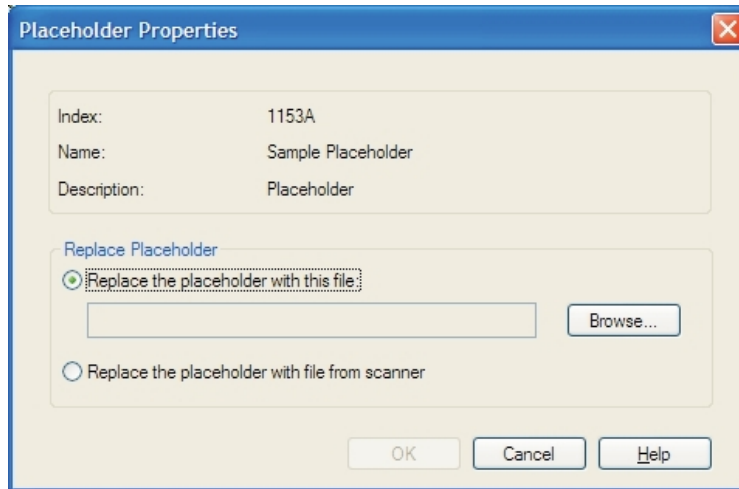 Placeholder Properties
Index: 1153A
Name: Sample Placeholder
Description: Placeholder
Replace Placeholder
Replace the placeholder with this file:
Browse...
Replace the placeholder with file from scanner
OK Cancel Help